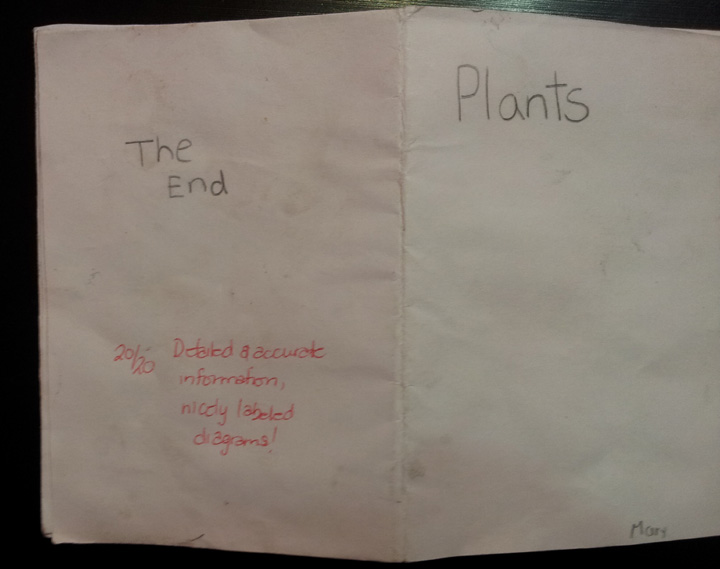 The
End
20/20 Detailed & accurate
information,
nicely labeled
diagrams!
Plants
Mary